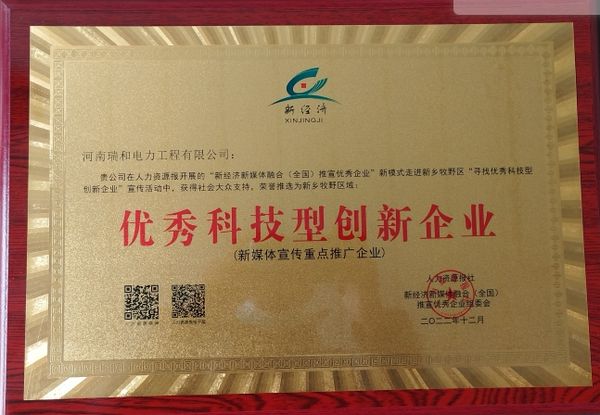 新经济
XINJINGJI
河南瑞和电力工程有限公司：
贵公司在人力资源报开展的“新经济新媒体融合（全国）推宣优秀企业”新模式走进新乡牧野区“寻找优秀科技型
创新企业”宣传活动中，获得社会大众支持，荣誉推选为新乡牧野区域：
优秀科技型创新企业
(新媒体宣传重点推广企业)
人力资源报社
新经济新媒体融合（全国）
推宣优秀企业组委会
二〇二二年十二月